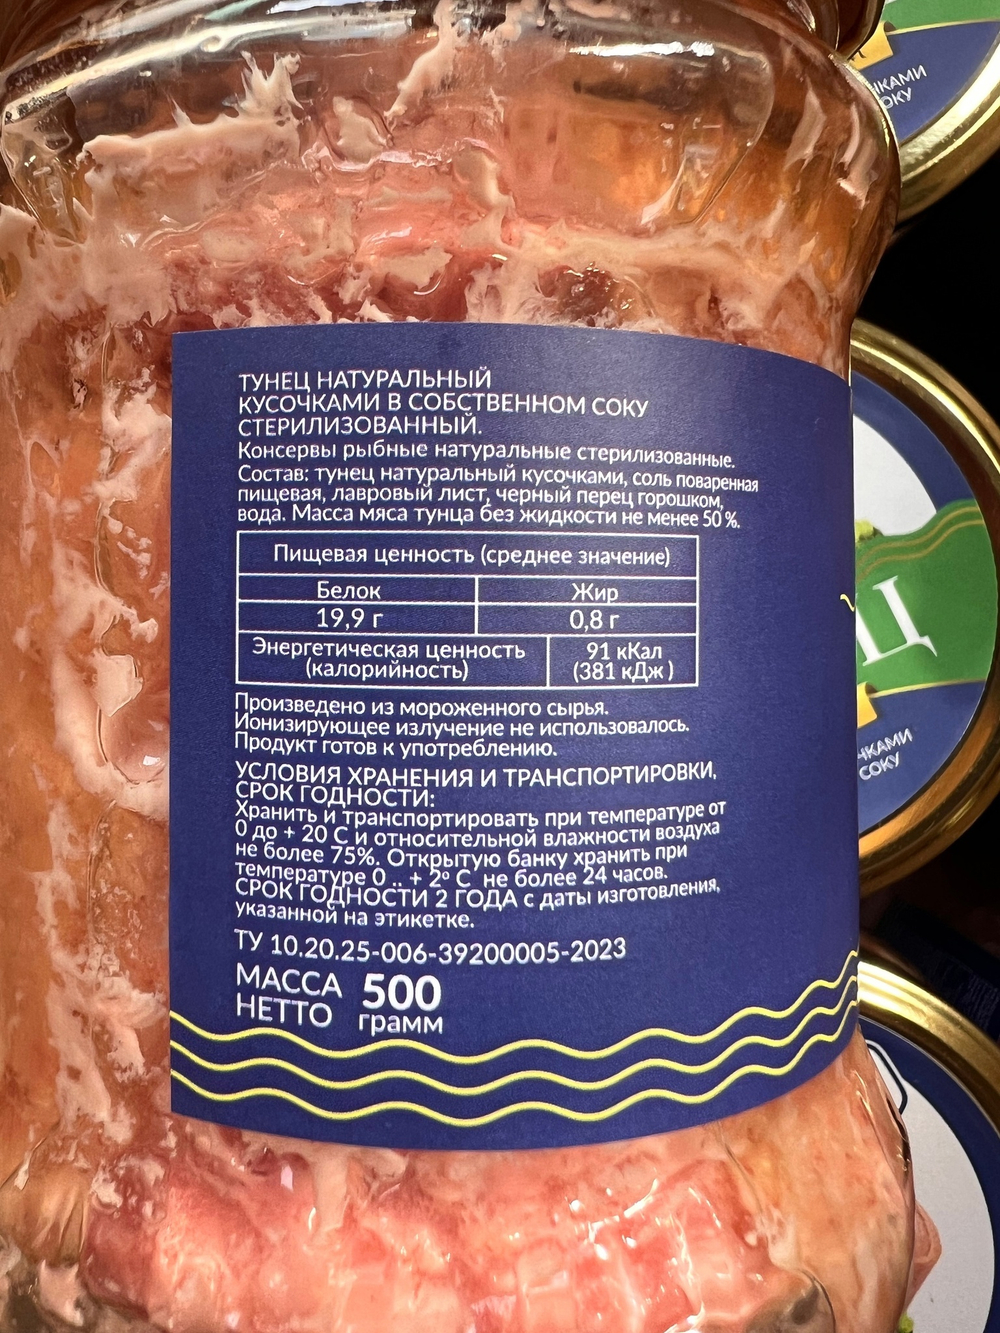 ТУНЕЦ НАТУРАЛЬНЫЙ
КУСОЧКАМИ В СОБСТВЕННОМ СОКУ
СТЕРИЛИЗОВАННЫЙ.
Консервы рыбные натуральные стерилизованные.
Состав: тунец натуральный кусочками, соль поваренная
пищевая, лавровый лист, черный перец горошком,
вода. Масса мяса тунца без жидкости не менее 50 %.
Пищевая ценность (среднее значение)
Белок Жир
19,9 г 0,8 г
Энергетическая ценность 91 кКал
(калорийность) (381 кДж)
Произведено из мороженного сырья.
Ионизирующее излучение не использовалось.
Продукт готов к употреблению.
УСЛОВИЯ ХРАНЕНИЯ И ТРАНСПОРТИРОВКИ,
СРОК ГОДНОСТИ:
Хранить и транспортировать при температуре от
0 до + 20 С и относительной влажности воздуха
не более 75%. Открытую банку хранить при
температуре 0 .. + 2° С не более 24 часов.
СРОК ГОДНОСТИ 2 ГОДА с даты изготовления,
указанной на этикетке.
ТУ 10.20.25-006-39200005-2023
МАССА 500
НЕТТО грамм
ЧКАМИ
СОКУ